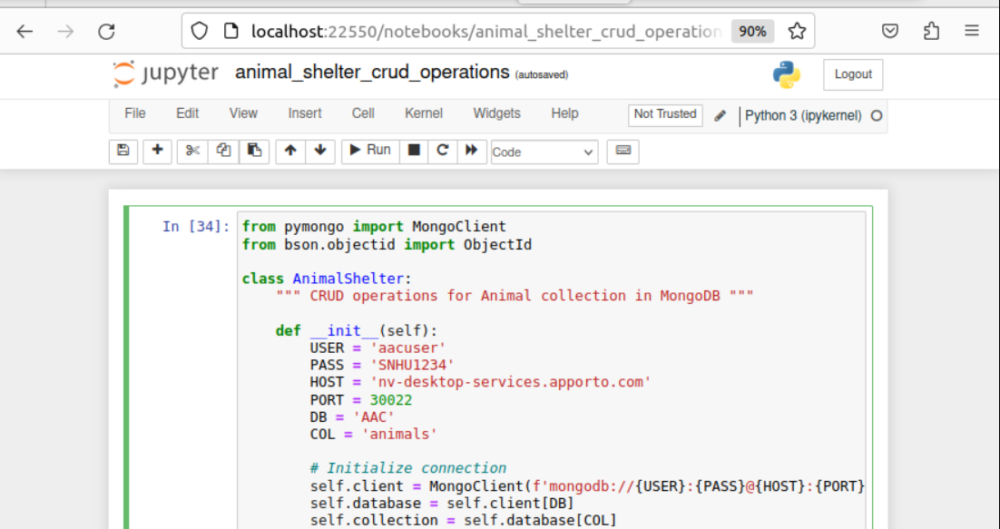 localhost:22550/notebooks/animal_shelter_crud_operation 90%
jupyter animal_shelter_crud_operations (autosaved) Logout
File Edit View Insert Cell Kernel Widgets Help Not Trusted Python 3 (ipykernel)
Run Code
In [34]: from pymongo import MongoClient
from bson.objectid import ObjectId
class AnimalShelter:
""" CRUD operations for Animal collection in MongoDB """
def __init__(self):
USER = 'aacuser'
PASS = 'SNHU1234'
HOST = 'nv-desktop-services.apporto.com'
PORT = 30022
DB = 'AAC'
COL = 'animals'
# Initialize connection
self.client = MongoClient(f'mongodb://{USER}:{PASS}@{HOST}:{PORT}
self.database = self.client[DB]
self.collection = self.database[COL]